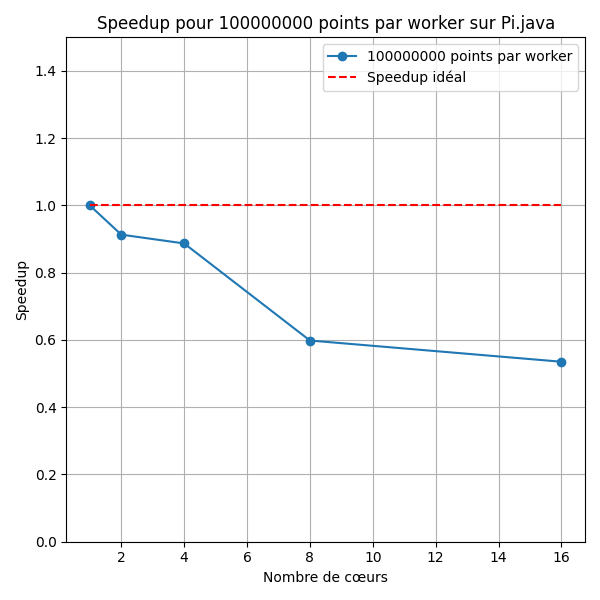 Speedup pour 100000000 points par worker sur Pi.java
100000000 points par worker
Speedup idéal
1.4
1.2
1.0
0.8
0.6
0.4
0.2
0.0
Speedup
2 4 6 8 10 12 14 16
Nombre de cœurs